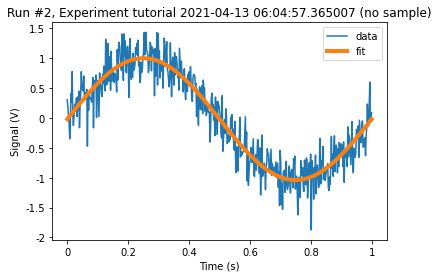 Run #2, Experiment tutorial 2021-04-13 06:04:57.365007 (no sample)
data
fit
Signal (V)
1.5
1
0.5
0
-0.5
-1
-1.5
-2
0
0.2
0.4
0.6
0.8
1
Time (s)